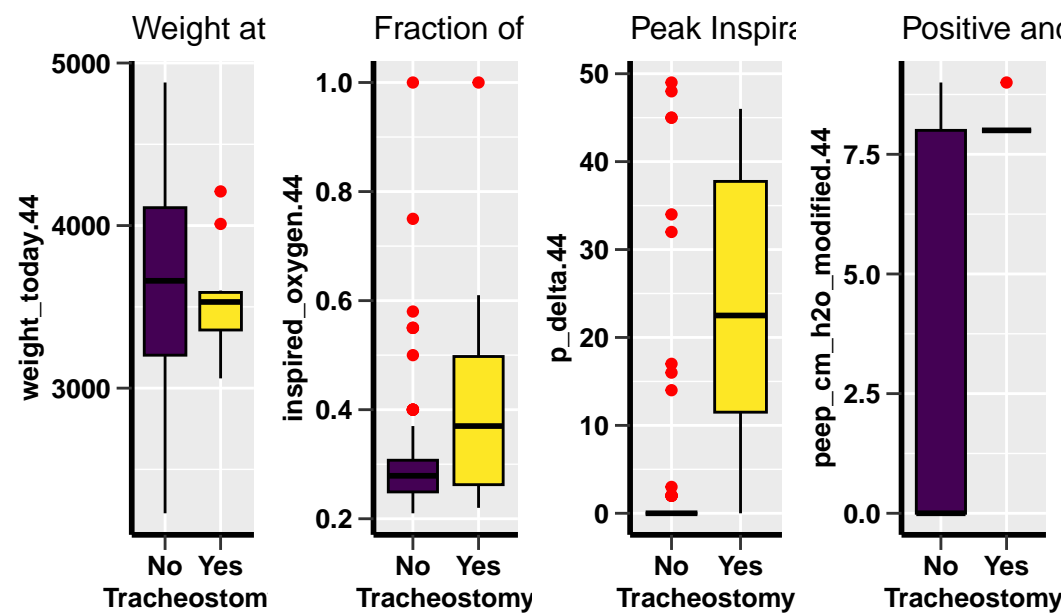 Weight at
5000
4000
3000
weight_today.44
No Yes
Tracheostom
Fraction of
1.0
0.8
0.6
0.4
0.2
inspired_oxygen.44
No Yes
Tracheostomy
Peak Inspira
50
40
30
20
10
0
p_delta.44
No Yes
Tracheostomy
Positive and
7.5
5.0
2.5
0.0
peep_cm_h2o_modified.44
No Yes
Tracheostomy